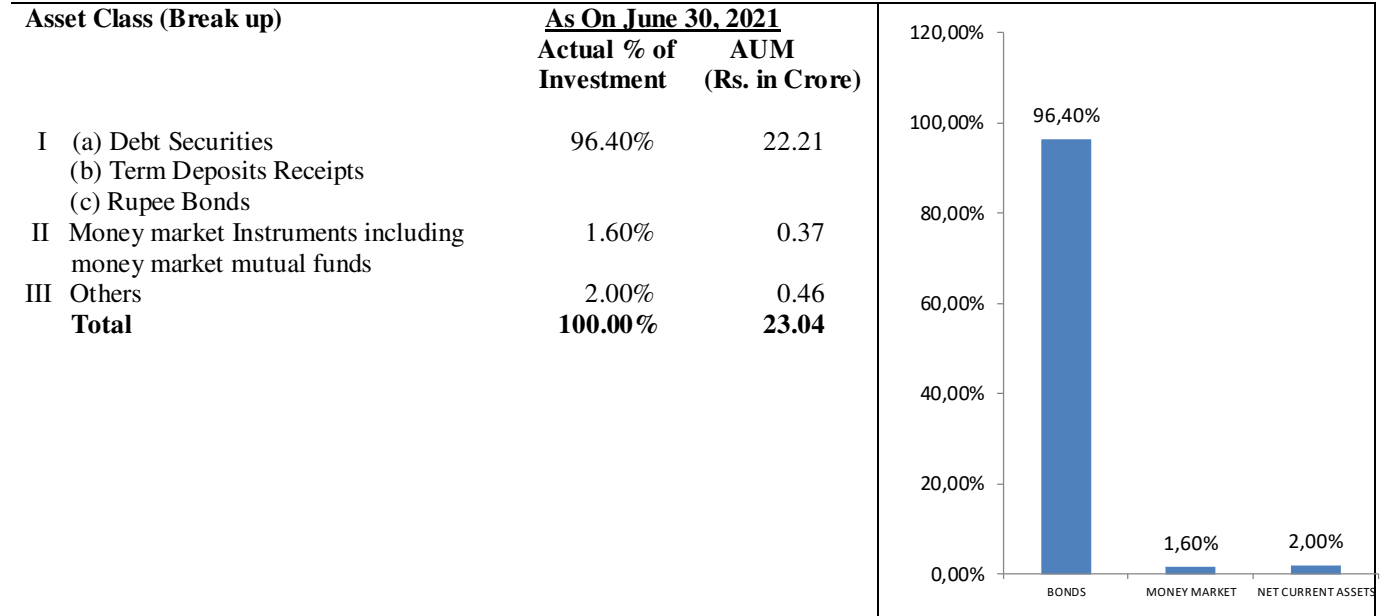 Asset Class (Break up) As On June 30, 2021
Actual % of AUM
Investment (Rs. in Crore)
I (a) Debt Securities 96.40% 22.21
(b) Term Deposits Receipts
(c) Rupee Bonds
II Money market Instruments including 1.60% 0.37
money market mutual funds
III Others 2.00% 0.46
Total 100.00% 23.04
120,00%
100,00%
80,00%
60,00%
40,00%
20,00%
0,00%
96,40%
1,60%
2,00%
BONDS MONEY MARKET NET CURRENT ASSETS